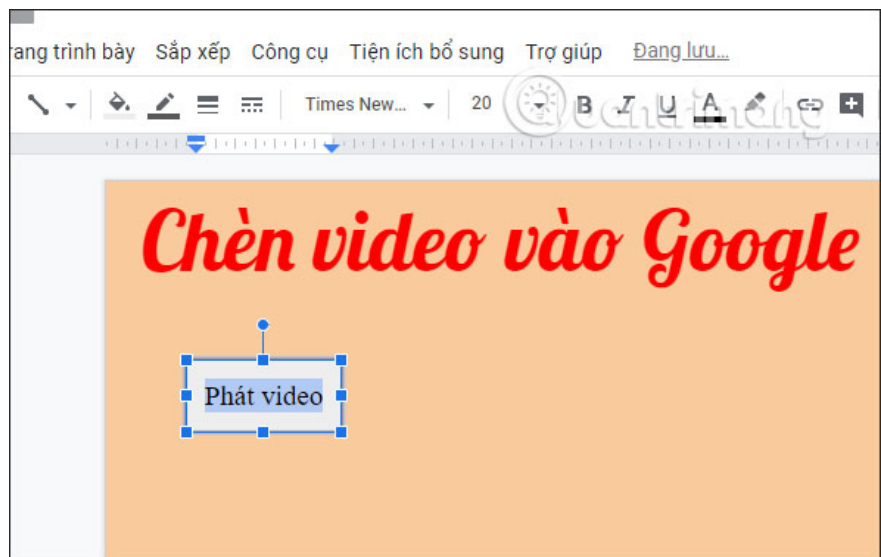 rang trình bày Sắp xếp Công cụ Tiện ích bổ sung Trợ giúp Đang lưu...
Times New... 20 B I U A
Quantrimang
Chèn video vào Google
Phát video